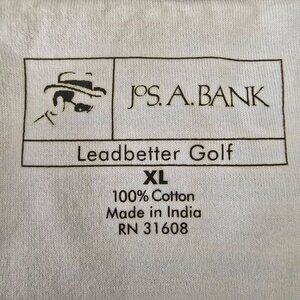 JOS. A. BANK
Leadbetter Golf
XL
100% Cotton
Made in India
RN 31608